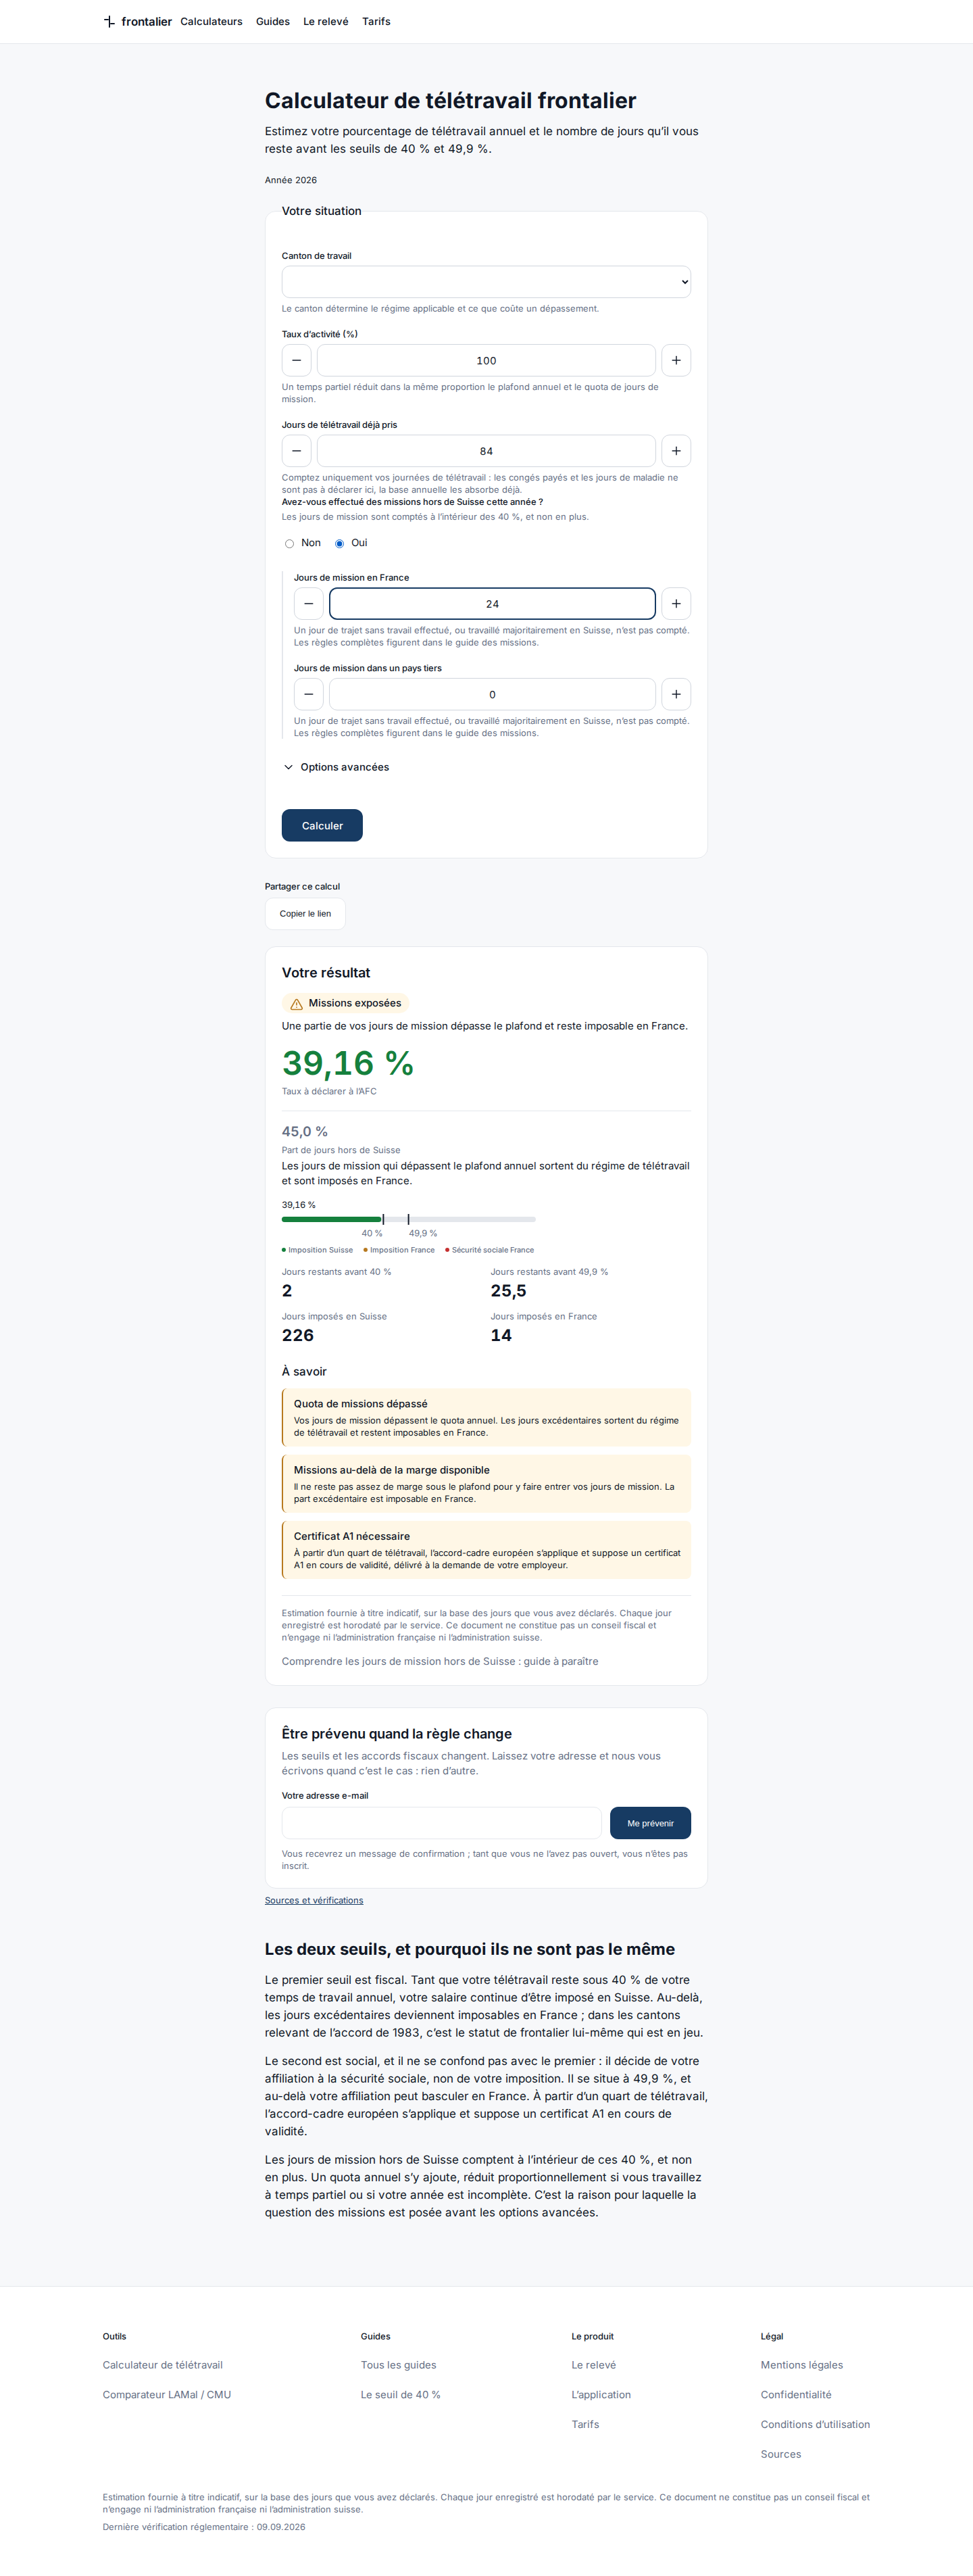 frontalier Calculateurs Guides Le relevé Tarifs
Calculateur de télétravail frontalier
Estimez votre pourcentage de télétravail annuel et le nombre de jours qu’il vous
reste avant les seuils de 40 % et 49,9 %.
Année 2026
Votre situation
Canton de travail
Le canton détermine le régime applicable et ce que coûte un dépassement.
Taux d’activité (%)
100
Un temps partiel réduit dans la même proportion le plafond annuel et le quota de jours de
mission.
Jours de télétravail déjà pris
84
Comptez uniquement vos journées de télétravail : les congés payés et les jours de maladie ne
sont pas à déclarer ici, la base annuelle les absorbe déjà.
Avez-vous effectué des missions hors de Suisse cette année ?
Les jours de mission sont comptés à l’intérieur des 40 %, et non en plus.
Non Oui
Jours de mission en France
24
Un jour de trajet sans travail effectué, ou travaillé majoritairement en Suisse, n’est pas compté.
Les règles complètes figurent dans le guide des missions.
Jours de mission dans un pays tiers
0
Un jour de trajet sans travail effectué, ou travaillé majoritairement en Suisse, n’est pas compté.
Les règles complètes figurent dans le guide des missions.
Options avancées
Calculer
Partager ce calcul
Copier le lien
Votre résultat
Missions exposées
Une partie de vos jours de mission dépasse le plafond et reste imposable en France.
39,16 %
Taux à déclarer à l’AFC
45,0 %
Part de jours hors de Suisse
Les jours de mission qui dépassent le plafond annuel sortent du régime de télétravail
et sont imposés en France.
39,16 %
40 % 49,9 %
Imposition Suisse Imposition France Sécurité sociale France
Jours restants avant 40 % Jours restants avant 49,9 %
2 25,5
Jours imposés en Suisse Jours imposés en France
226 14
À savoir
Quota de missions dépassé
Vos jours de mission dépassent le quota annuel. Les jours excédentaires sortent du régime
de télétravail et restent imposables en France.
Missions au-delà de la marge disponible
Il ne reste pas assez de marge sous le plafond pour y faire entrer vos jours de mission. La
part excédentaire est imposable en France.
Certificat A1 nécessaire
À partir d’un quart de télétravail, l’accord-cadre européen s’applique et suppose un certificat
A1 en cours de validité, délivré à la demande de votre employeur.
Estimation fournie à titre indicatif, sur la base des jours que vous avez déclarés. Chaque jour
enregistré est horodaté par le service. Ce document ne constitue pas un conseil fiscal et
n’engage ni l’administration française ni l’administration suisse.
Comprendre les jours de mission hors de Suisse : guide à paraître
Être prévenu quand la règle change
Les seuils et les accords fiscaux changent. Laissez votre adresse et nous vous
écrivons quand c’est le cas : rien d’autre.
Votre adresse e-mail
Me prévenir
Vous recevrez un message de confirmation ; tant que vous ne l’avez pas ouvert, vous n’êtes pas
inscrit.
Sources et vérifications
Les deux seuils, et pourquoi ils ne sont pas le même
Le premier seuil est fiscal. Tant que votre télétravail reste sous 40 % de votre
temps de travail annuel, votre salaire continue d’être imposé en Suisse. Au-delà,
les jours excédentaires deviennent imposables en France ; dans les cantons
relevant de l’accord de 1983, c’est le statut de frontalier lui-même qui est en jeu.
Le second est social, et il ne se confond pas avec le premier : il décide de votre
affiliation à la sécurité sociale, non de votre imposition. Il se situe à 49,9 %, et
au-delà votre affiliation peut basculer en France. À partir d’un quart de télétravail,
l’accord-cadre européen s’applique et suppose un certificat A1 en cours de
validité.
Les jours de mission hors de Suisse comptent à l’intérieur de ces 40 %, et non
en plus. Un quota annuel s’y ajoute, réduit proportionnellement si vous travaillez
à temps partiel ou si votre année est incomplète. C’est la raison pour laquelle la
question des missions est posée avant les options avancées.
Outils Guides Le produit Légal
Calculateur de télétravail Tous les guides Le relevé Mentions légales
Comparateur LAMal / CMU Le seuil de 40 % L’application Confidentialité
Tarifs Conditions d’utilisation
Sources
Estimation fournie à titre indicatif, sur la base des jours que vous avez déclarés. Chaque jour enregistré est horodaté par le service. Ce document ne constitue pas un conseil fiscal et
n’engage ni l’administration française ni l’administration suisse.
Dernière vérification réglementaire : 09.09.2026